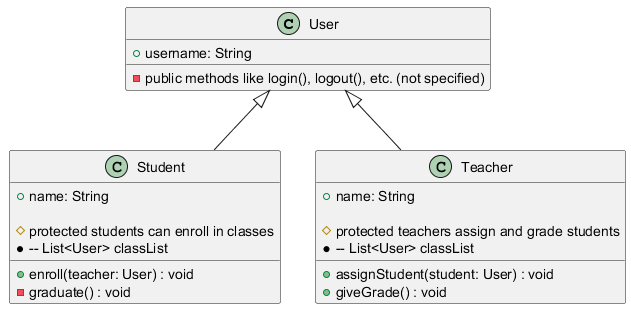 C User
username: String
public methods like login(), logout(), etc. (not specified)
C Student
name: String
protected students can enroll in classes
-- List<User> classList
enroll(teacher: User) : void
graduate() : void
C Teacher
name: String
protected teachers assign and grade students
-- List<User> classList
assignStudent(student: User) : void
giveGrade() : void